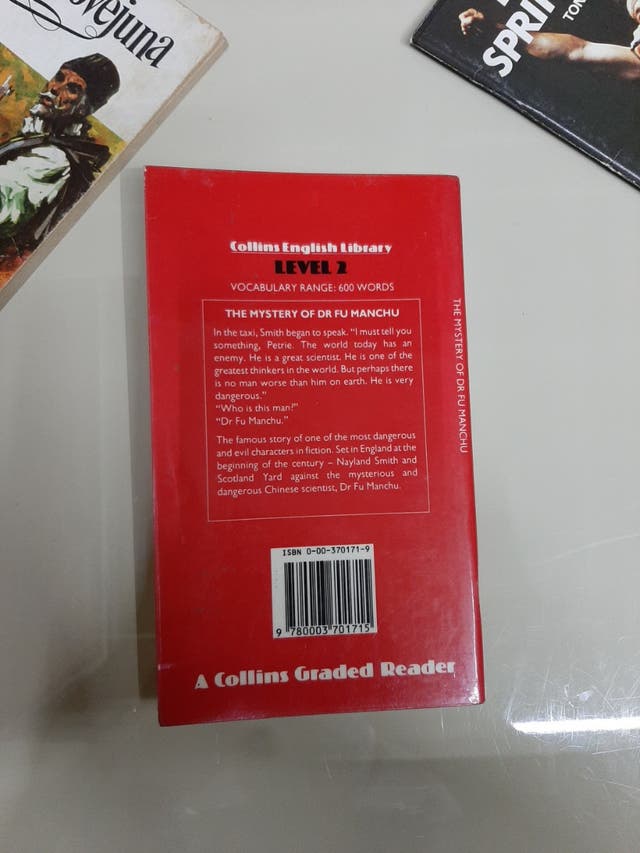 Collins English Library
LEVEL 2
VOCABULARY RANGE: 600 WORDS
THE MYSTERY OF DR FU MANCHU
In the taxi, Smith began to speak. "I must tell you
something, Petrie. The world today has an
enemy. He is a great scientist. He is one of the
greatest thinkers in the world. But perhaps there
is no man worse than him on earth. He is very
dangerous."
"Who is this man?"
"Dr Fu Manchu."
The famous story of one of the most dangerous
and evil characters in fiction. Set in England at the
beginning of the century – Nayland Smith and
Scotland Yard against the mysterious and
dangerous Chinese scientist, Dr Fu Manchu.
ISBN 0-00-370171-9
9 780003 701715
A Collins Graded Reader
THE MYSTERY OF DR FU MANCHU